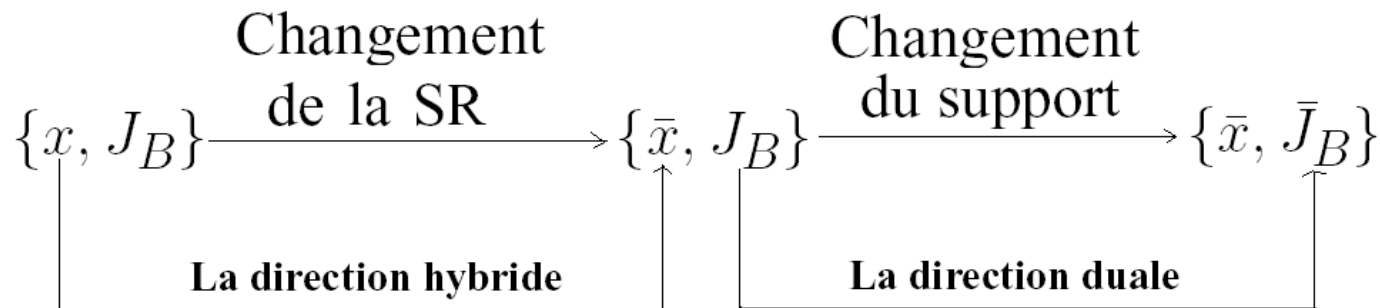 Changement
de la SR
Changement
du support
{x, J_B} {x̄, J_B} {x̄, J̄_B}
La direction hybride
La direction duale